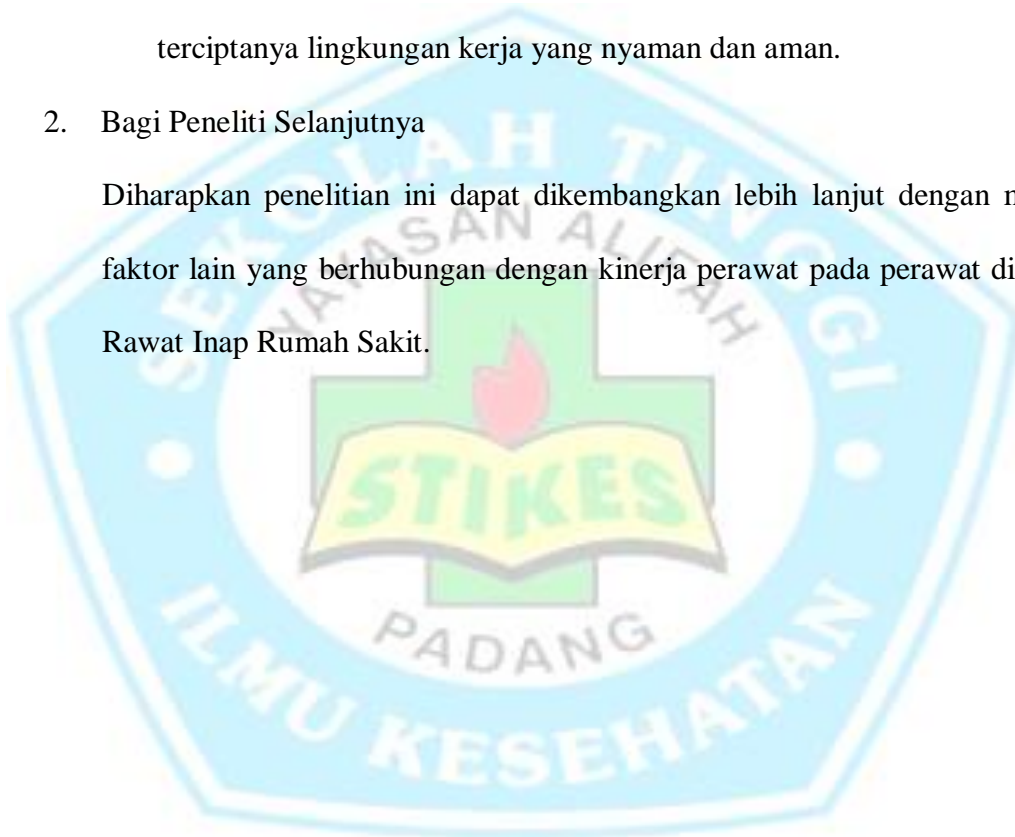 terciptanya lingkungan kerja yang nyaman dan aman.
2. Bagi Peneliti Selanjutnya
Diharapkan penelitian ini dapat dikembangkan lebih lanjut dengan
faktor lain yang berhubungan dengan kinerja perawat pada perawat di
Rawat Inap Rumah Sakit.
SEKOLAH TINGGI
YAYASAN ALIFAH
STIKES
PADANG
ILMU KESEHATAN